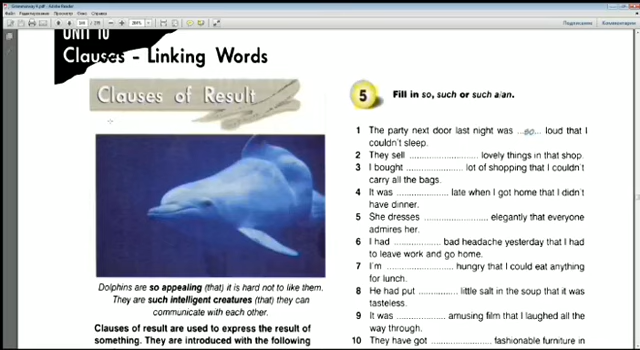 UNIT 10
Clauses – Linking Words
Clauses of Result
Dolphins are so appealing (that) it is hard not to like them.
They are such intelligent creatures (that) they can
communicate with each other.
Clauses of result are used to express the result of
something. They are introduced with the following
5 Fill in so, such or such a/an.
1 The party next door last night was ...so... loud that I
couldn't sleep.
2 They sell ........................ lovely things in that shop.
3 I bought ........................ lot of shopping that I couldn't
carry all the bags.
4 It was .................. late when I got home that I didn't
have dinner.
5 She dresses ...................... elegantly that everyone
admires her.
6 I had ................ bad headache yesterday that I had
to leave work and go home.
7 I'm .................. hungry that I could eat anything
for lunch.
8 He had put .............. little salt in the soup that it was
tasteless.
9 It was ................ amusing film that I laughed all the
way through.
10 They have got .............. fashionable furniture in